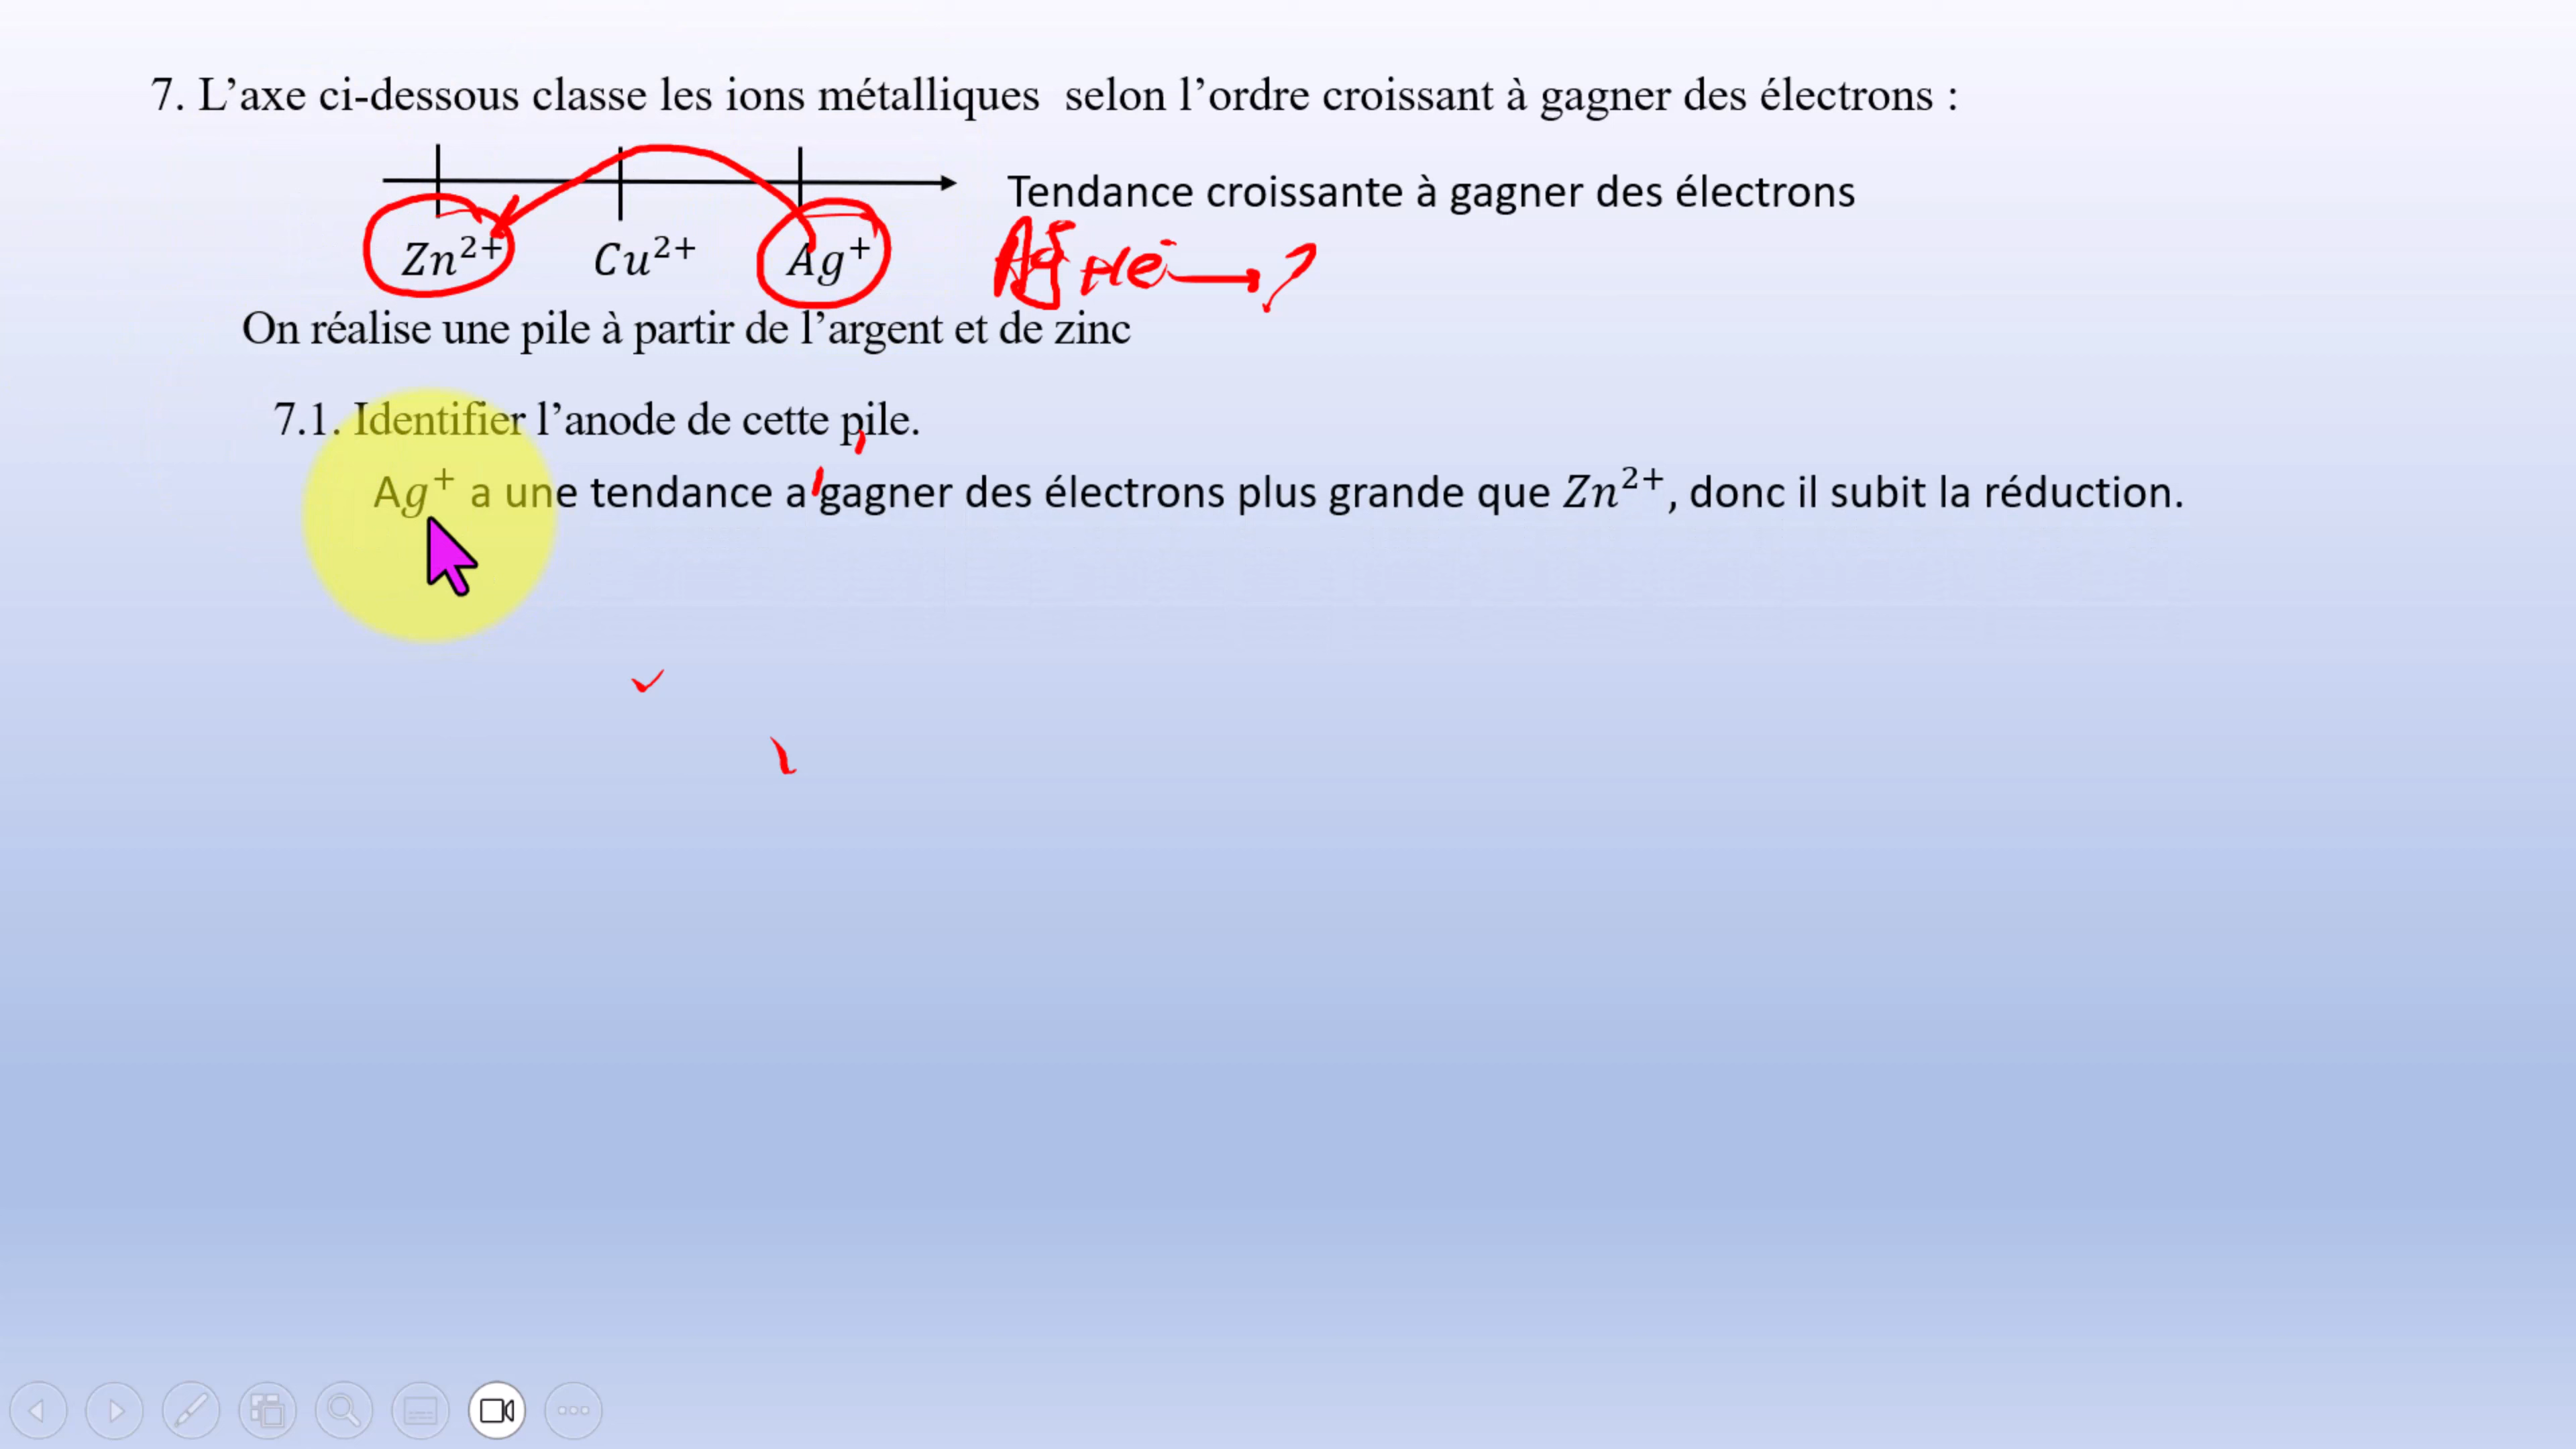 7. L’axe ci-dessous classe les ions métalliques selon l’ordre croissant à gagner des électrons :
Tendance croissante à gagner des électrons
Zn²⁺ Cu²⁺ Ag⁺
On réalise une pile à partir de l’argent et de zinc
7.1. Identifier l’anode de cette pile.
Ag⁺ a une tendance a gagner des électrons plus grande que Zn²⁺, donc il subit la réduction.